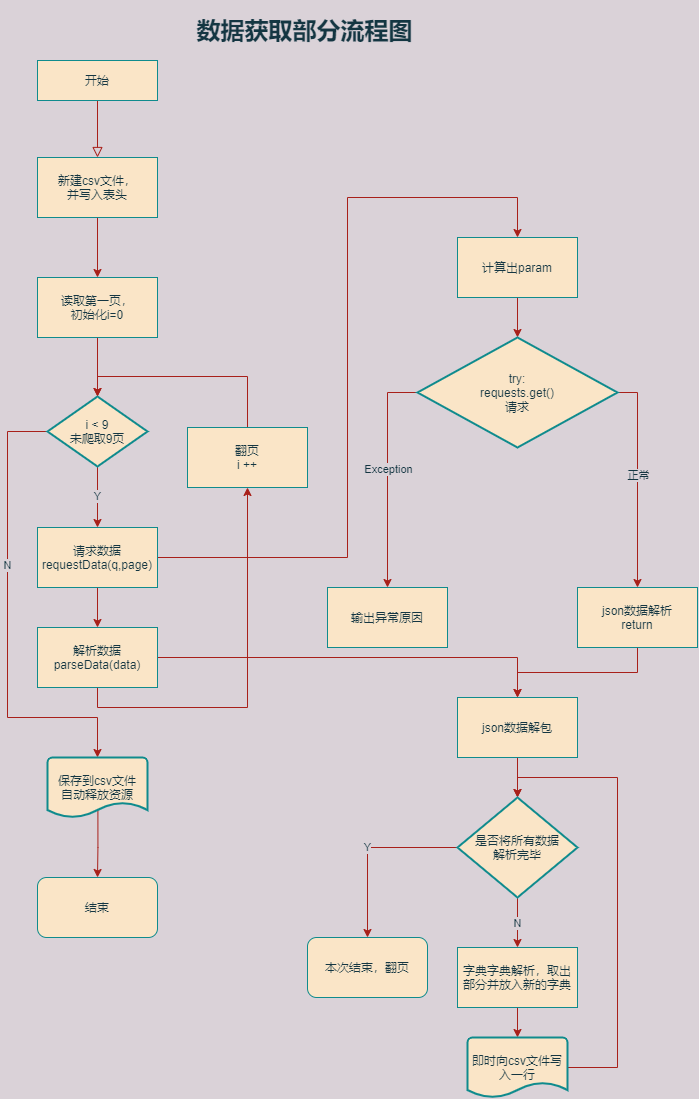 数据获取部分流程图
开始
新建csv文件，
并写入表头
读取第一页，
初始化i=0
i < 9
未爬取9页
Y
N
翻页
i ++
请求数据
requestData(q,page)
解析数据
parseData(data)
保存到csv文件
自动释放资源
结束
计算出param
try:
requests.get()
请求
Exception
正常
输出异常原因
json数据解析
return
json数据解包
是否将所有数据
解析完毕
Y
N
本次结束，翻页
字典字典解析，取出
部分并放入新的字典
即时向csv文件写
入一行